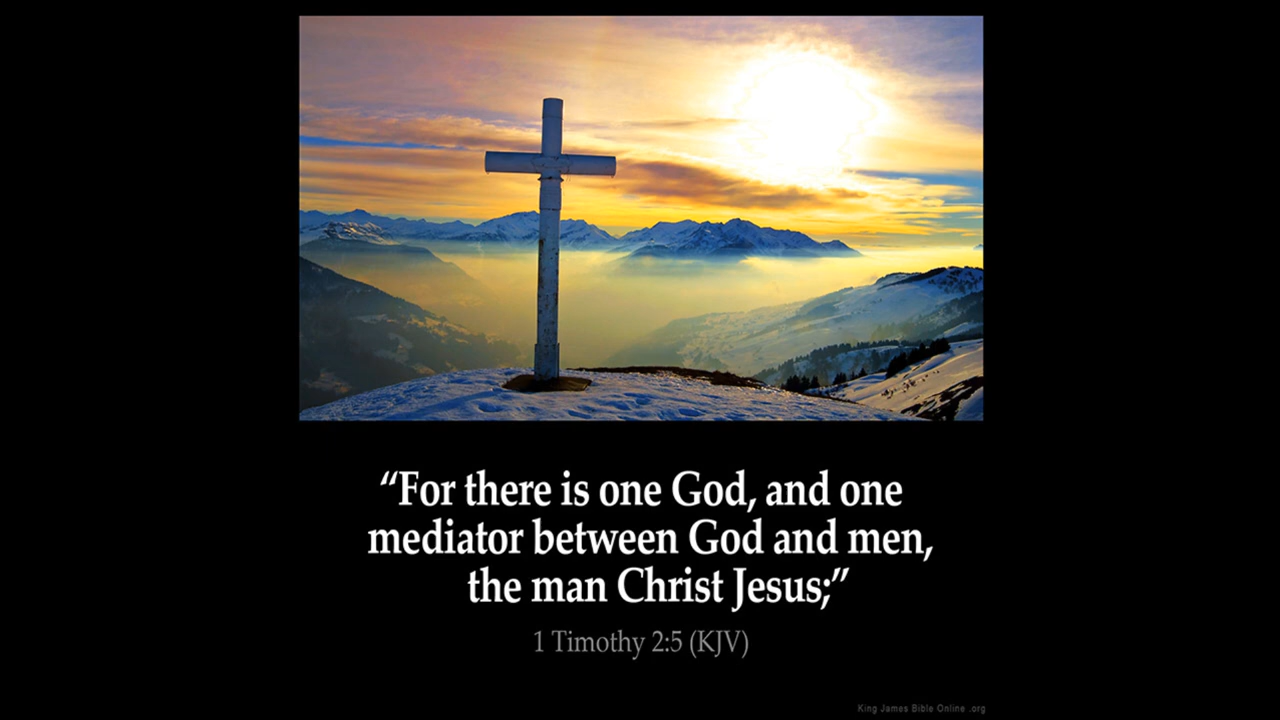 “For there is one God, and one
mediator between God and men,
the man Christ Jesus;”
1 Timothy 2:5 (KJV)
King James Bible Online .org